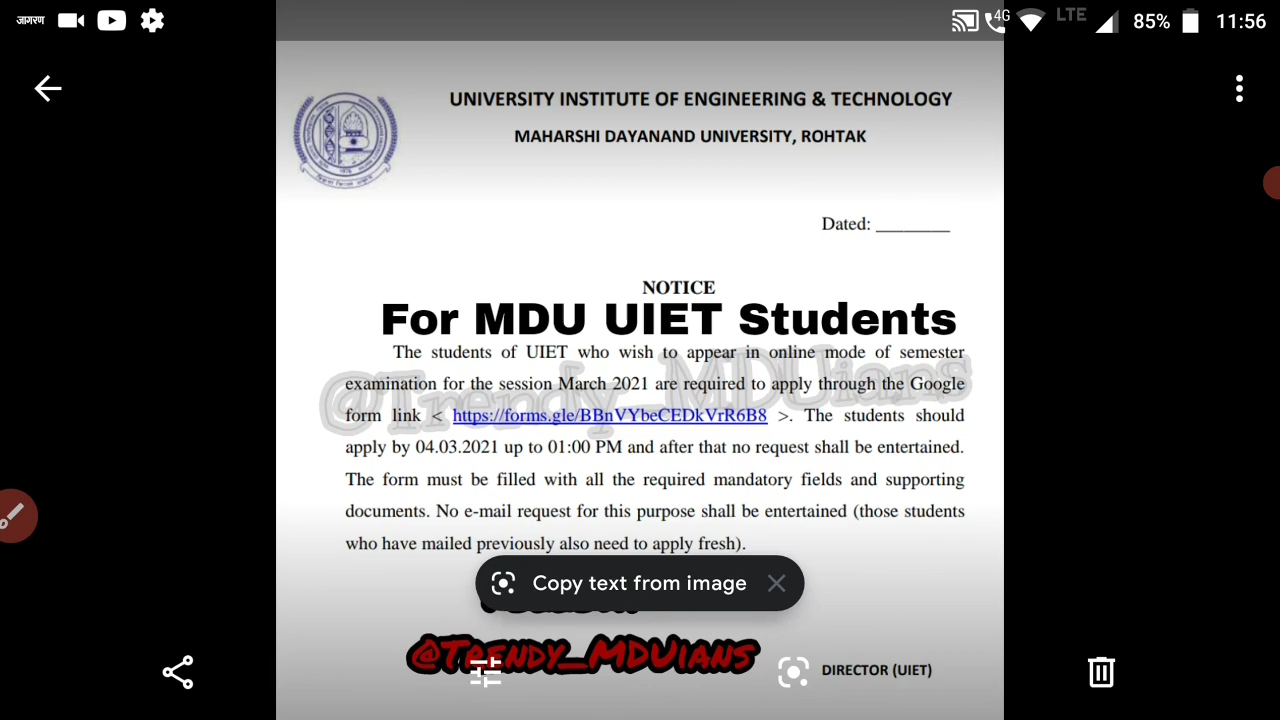 जागरण 4G LTE 85% 11:56
UNIVERSITY INSTITUTE OF ENGINEERING & TECHNOLOGY
MAHARSHI DAYANAND UNIVERSITY, ROHTAK
Dated: ________
NOTICE
For MDU UIET Students
The students of UIET who wish to appear in online mode of semester
examination for the session March 2021 are required to apply through the Google
form link < https://forms.gle/BBnVYbeCEDkVrR6B8 >. The students should
@Trendy_MDUians
apply by 04.03.2021 up to 01:00 PM and after that no request shall be entertained.
The form must be filled with all the required mandatory fields and supporting
documents. No e-mail request for this purpose shall be entertained (those students
who have mailed previously also need to apply fresh).
Copy text from image
@Trendy_MDUians
DIRECTOR (UIET)